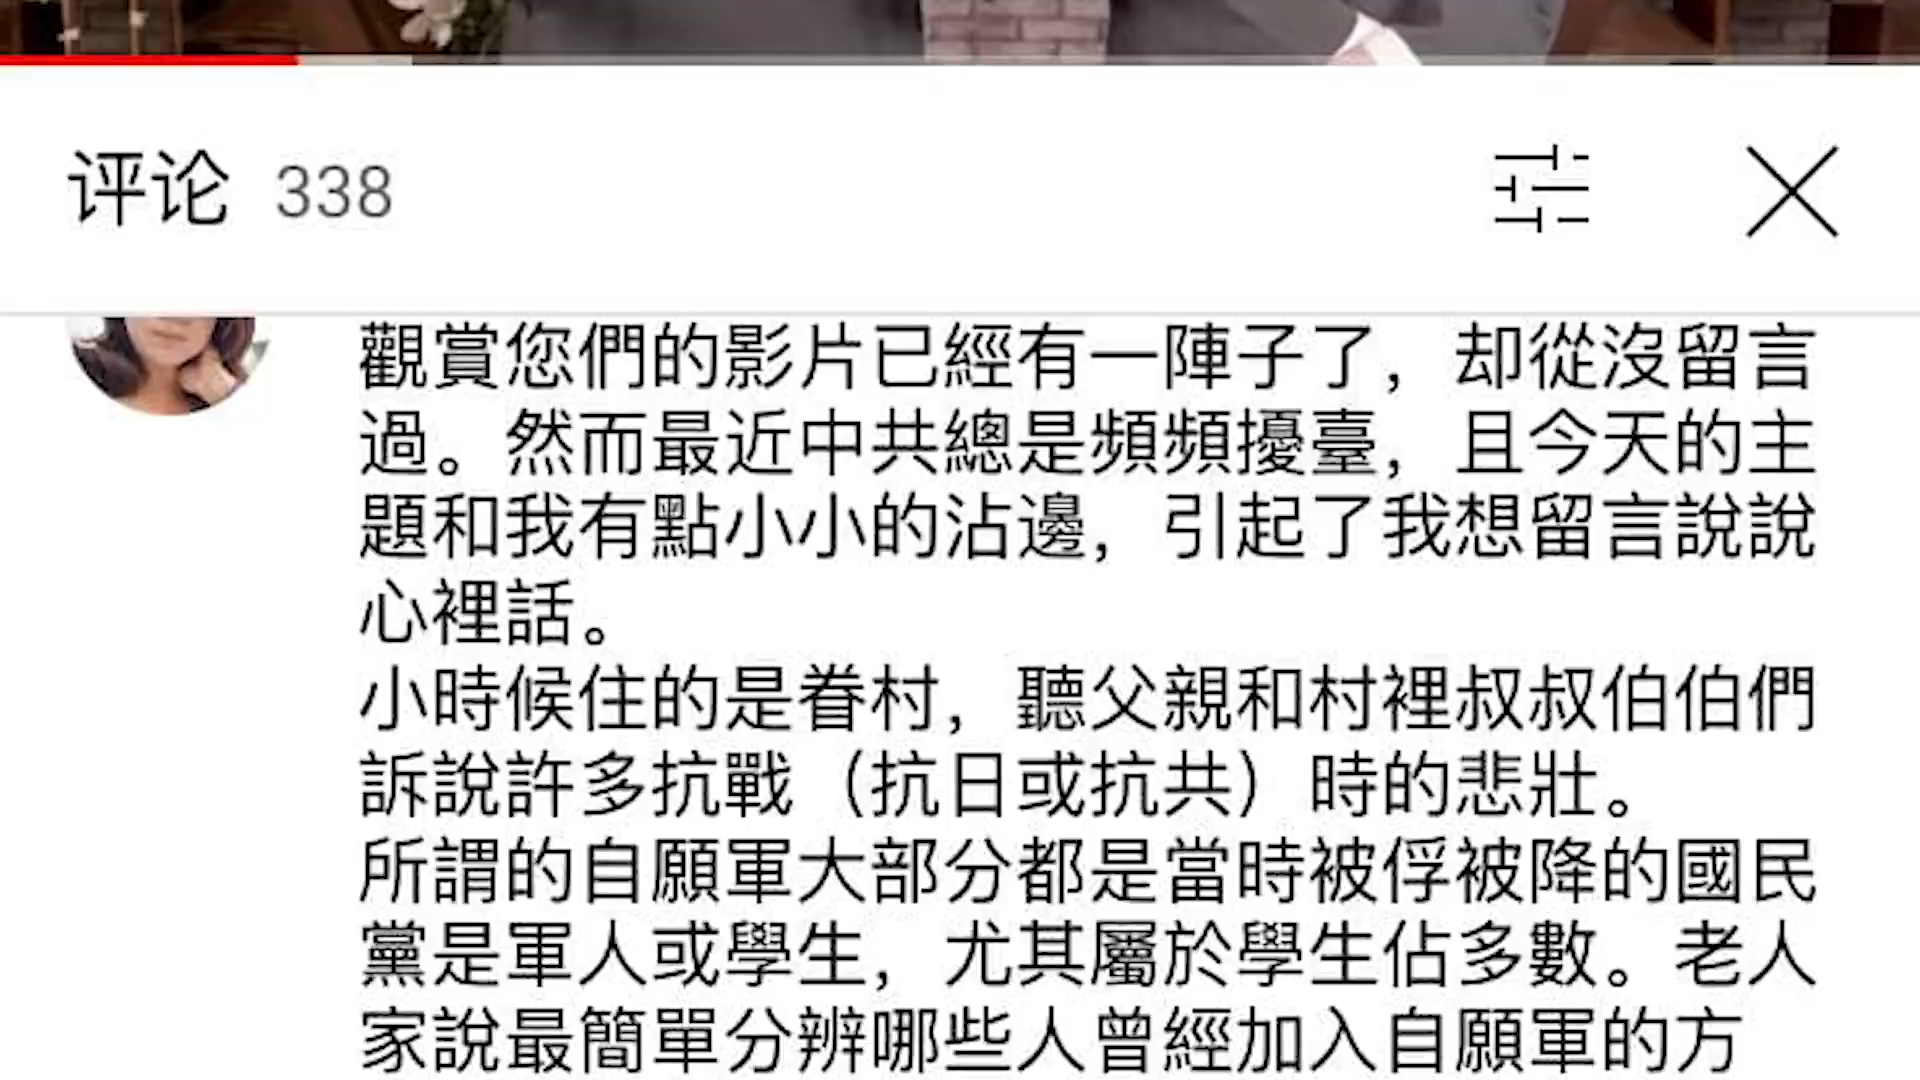 评论 338
觀賞您們的影片已經有一陣子了，却從沒留言
過。然而最近中共總是頻頻擾臺，且今天的主
題和我有點小小的沾邊，引起了我想留言說說
心裡話。
小時候住的是眷村，聽父親和村裡叔叔伯伯們
訴說許多抗戰（抗日或抗共）時的悲壯。
所謂的自願軍大部分都是當時被俘被降的國民
黨是軍人或學生，尤其屬於學生佔多數。老人
家說最簡單分辨哪些人曾經加入自願軍的方